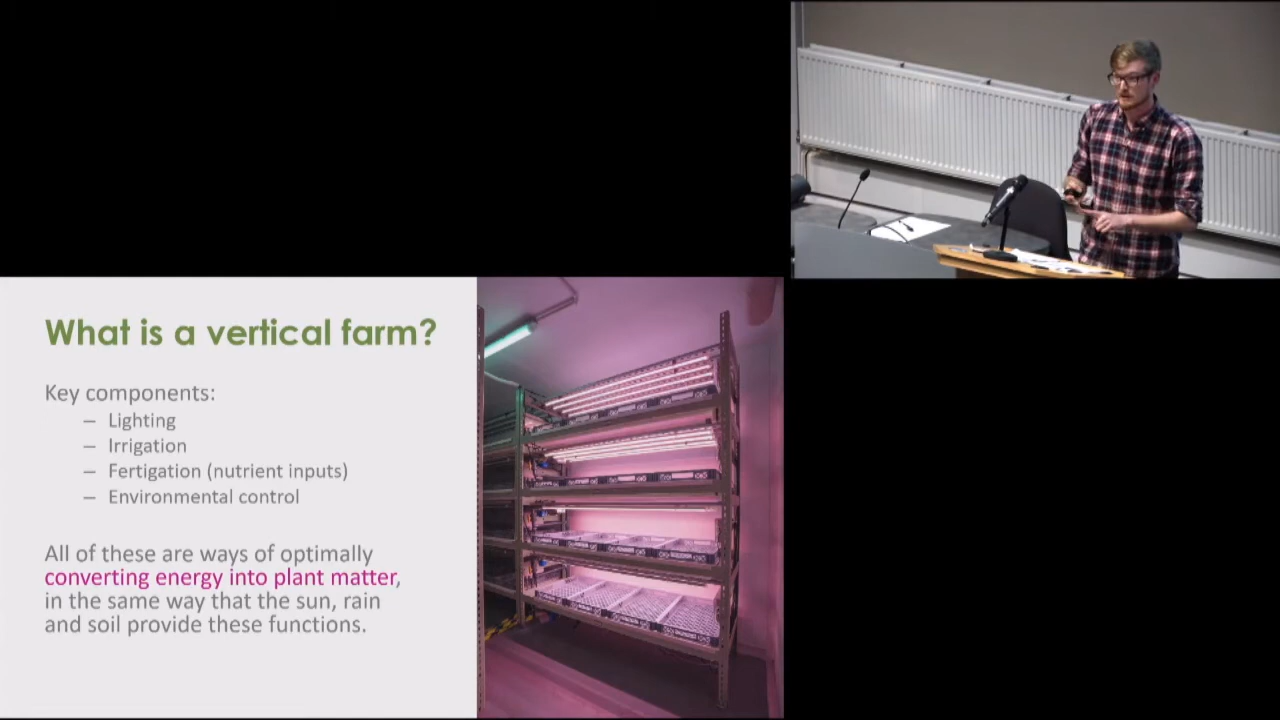 What is a vertical farm?
Key components:
– Lighting
– Irrigation
– Fertigation (nutrient inputs)
– Environmental control
All of these are ways of optimally
converting energy into plant matter,
in the same way that the sun, rain
and soil provide these functions.